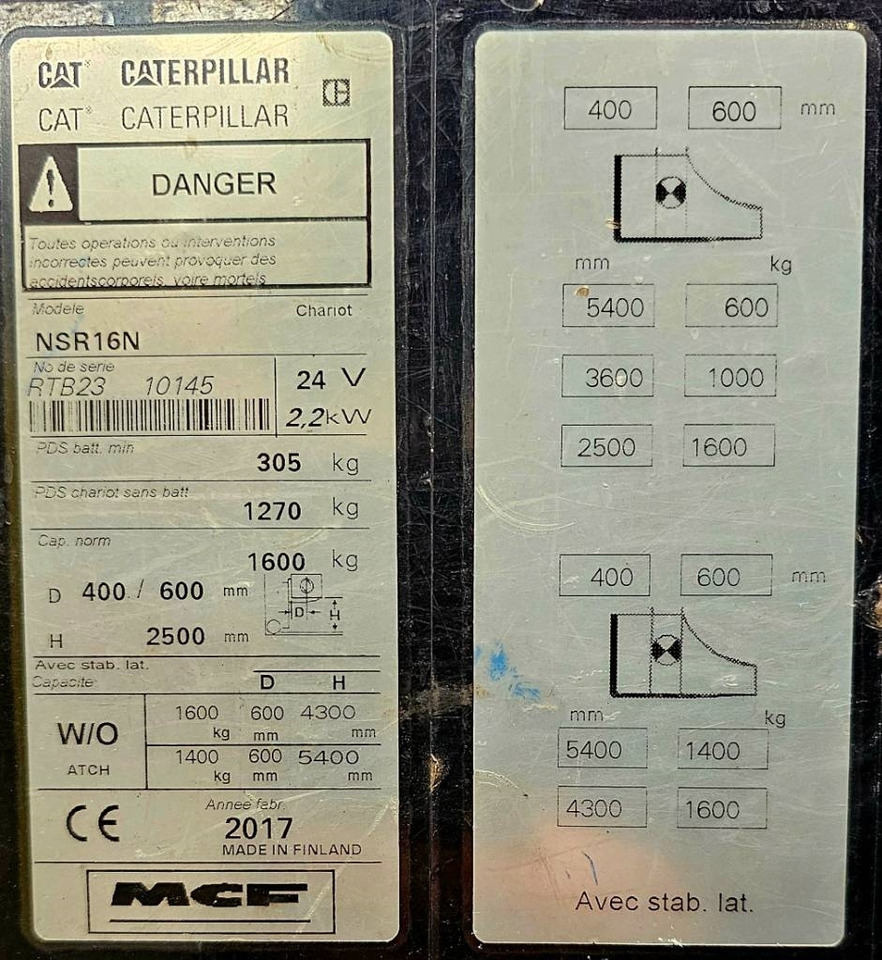 CAT® CATERPILLAR
CAT® CATERPILLAR
DANGER
Toutes operations ou interventions
incorrectes peuvent provoquer des
accidentscorporels, voire mortels
Modele Chariot
NSR16N
No de serie
RTB23 10145 24 V
2,2kW
PDS batt. min
305 kg
PDS chariot sans batt
1270 kg
Cap. norm
1600 kg
D 400 / 600 mm
D H
H 2500 mm
Avec stab. lat.
Capacite D H
W/O 1600 kg 600 mm 4300 mm
ATCH 1400 kg 600 mm 5400 mm
CE Annee fabr.
2017
MADE IN FINLAND
MCF
400 600 mm
mm kg
5400 600
3600 1000
2500 1600
400 600 mm
mm kg
5400 1400
4300 1600
Avec stab. lat.